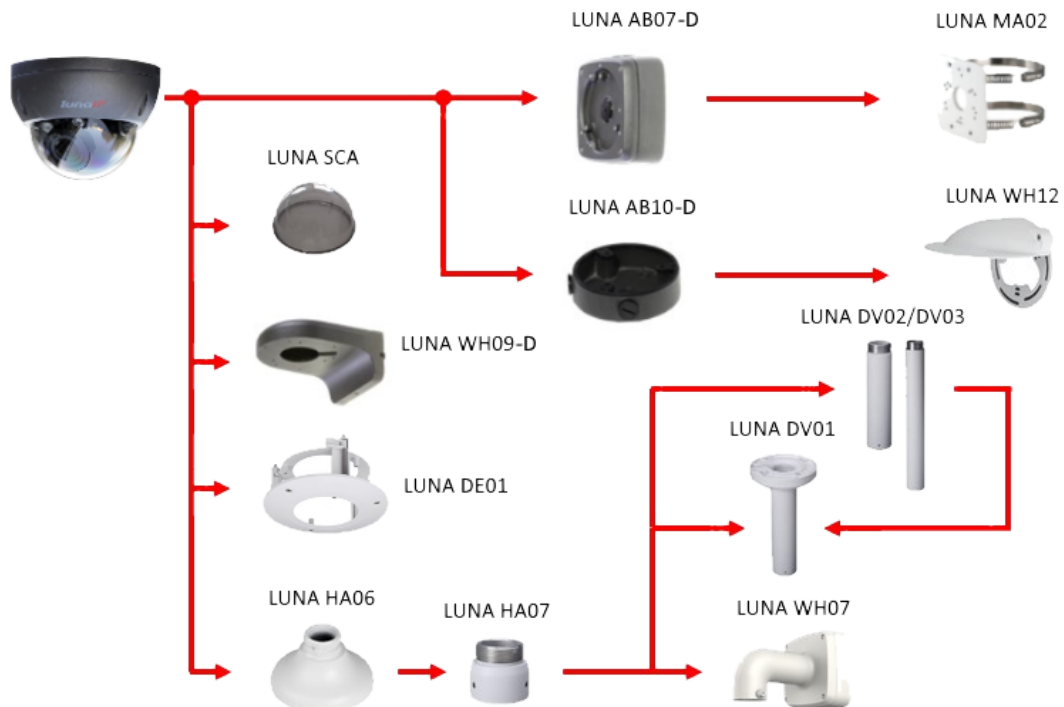 LUNA AB07-D
LUNA MA02
luna
LUNA SCA
LUNA AB10-D
LUNA WH12
LUNA WH09-D
LUNA DV02/DV03
LUNA DV01
LUNA DE01
LUNA HA06
LUNA HA07
LUNA WH07